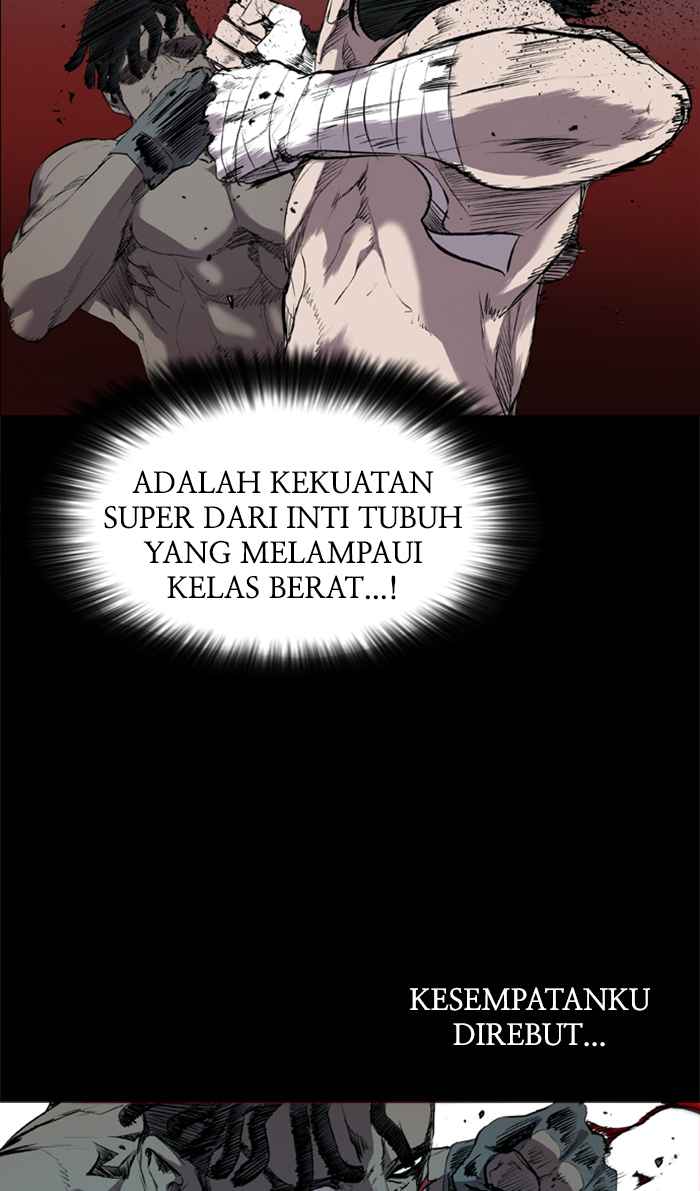 ADALAH KEKUATAN
SUPER DARI INTI TUBUH
YANG MELAMPAUI
KELAS BERAT...!
KESEMPATANKU
DIREBUT...